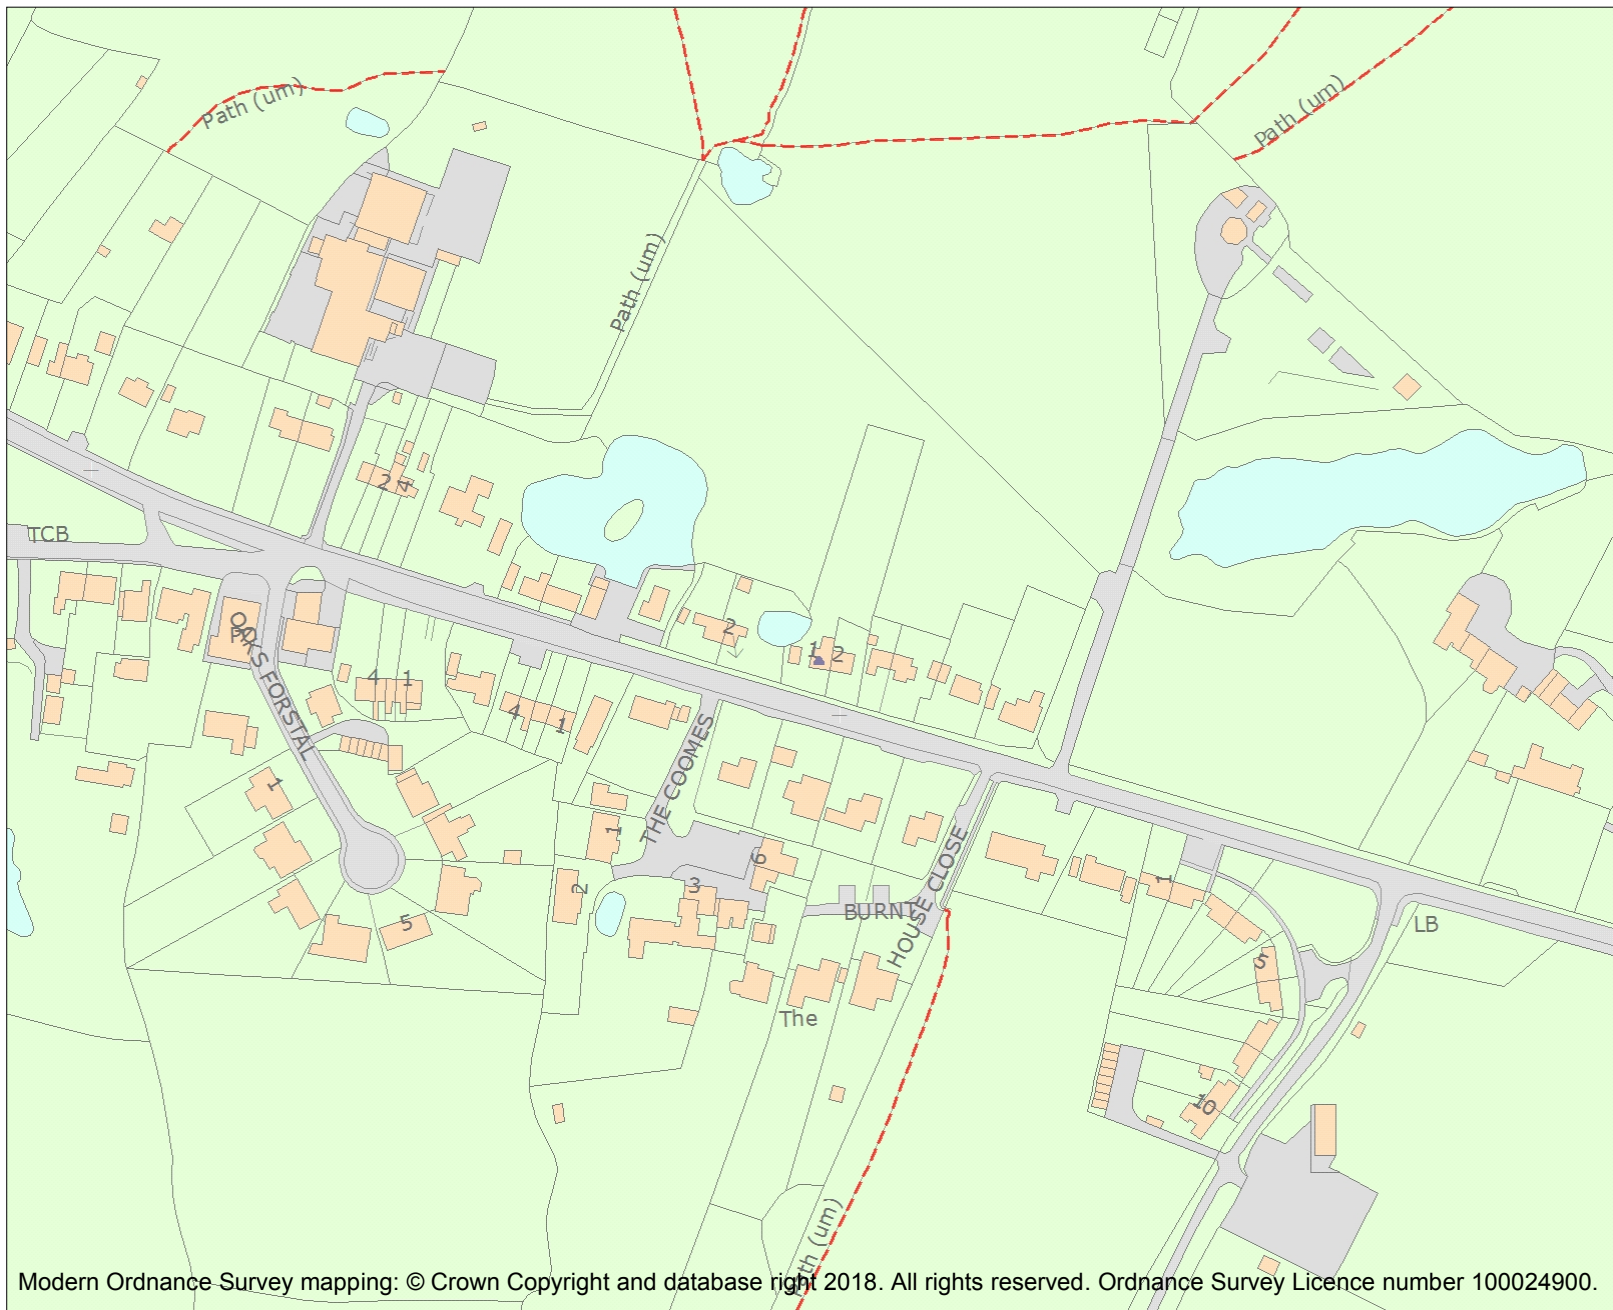 Path (um)
Path (um)
Path (um)
2
4
TCB
OAKS FORSTAL
2
1
2
4
1
4
1
THE COOMES
1
1
6
3
2
5
BURNT
HOUSE CLOSE
1
LB
5
The
10
Path (um)
Modern Ordnance Survey mapping: © Crown Copyright and database right 2018. All rights reserved. Ordnance Survey Licence number 100024900.